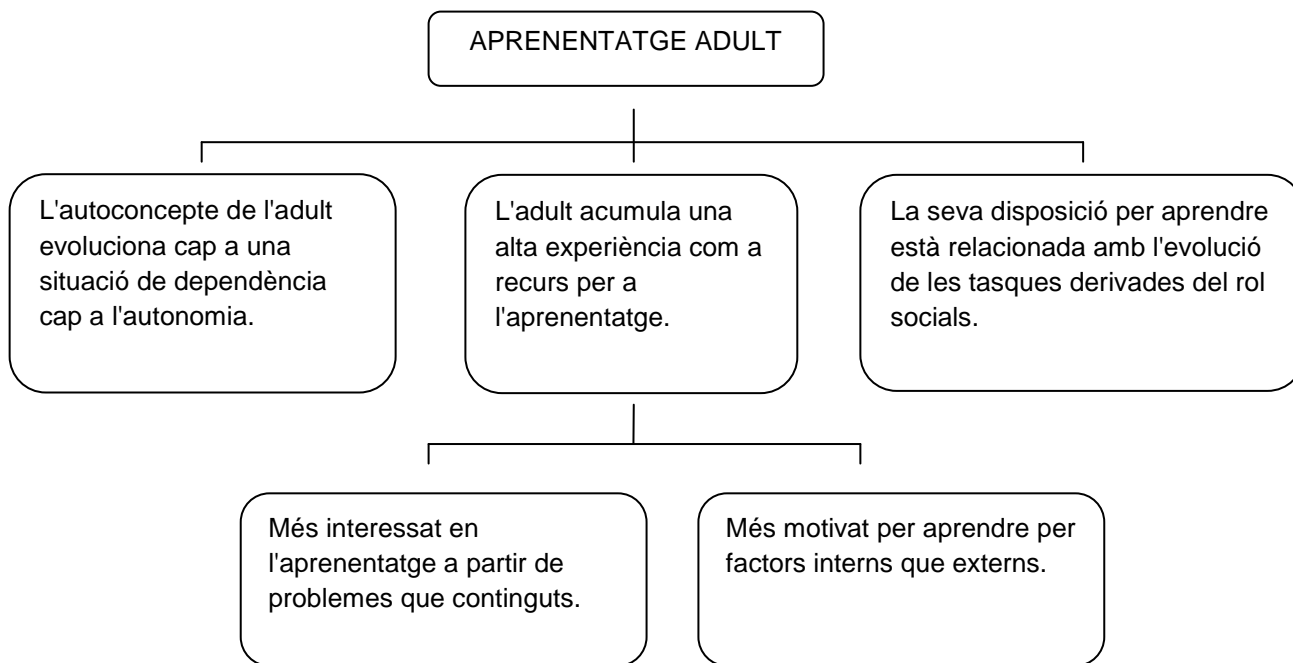 APRENENTATGE ADULT
L'autoconcepte de l'adult
evoluciona cap a una
situació de dependència
cap a l'autonomia.
L'adult acumula una
alta experiència com a
recurs per a
l'aprenentatge.
La seva disposició per aprendre
està relacionada amb l'evolució
de les tasques derivades del rol
socials.
Més interessat en
l'aprenentatge a partir de
problemes que continguts.
Més motivat per aprendre per
factors interns que externs.